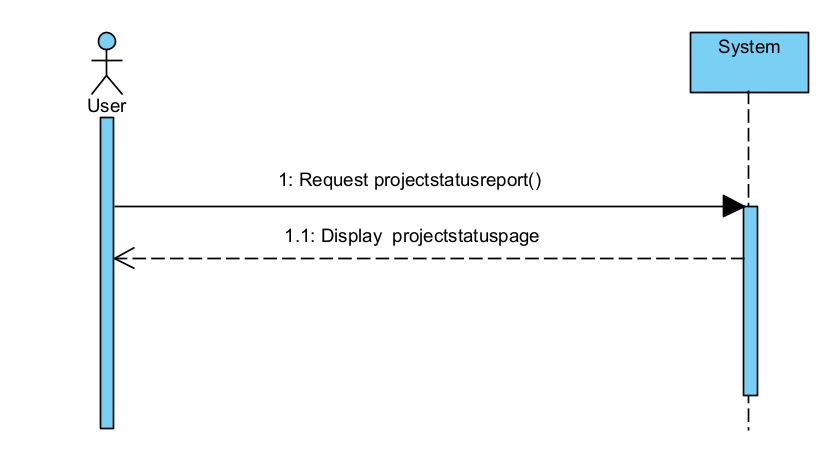 System
User
1: Request projectstatusreport()
1.1: Display  projectstatuspage